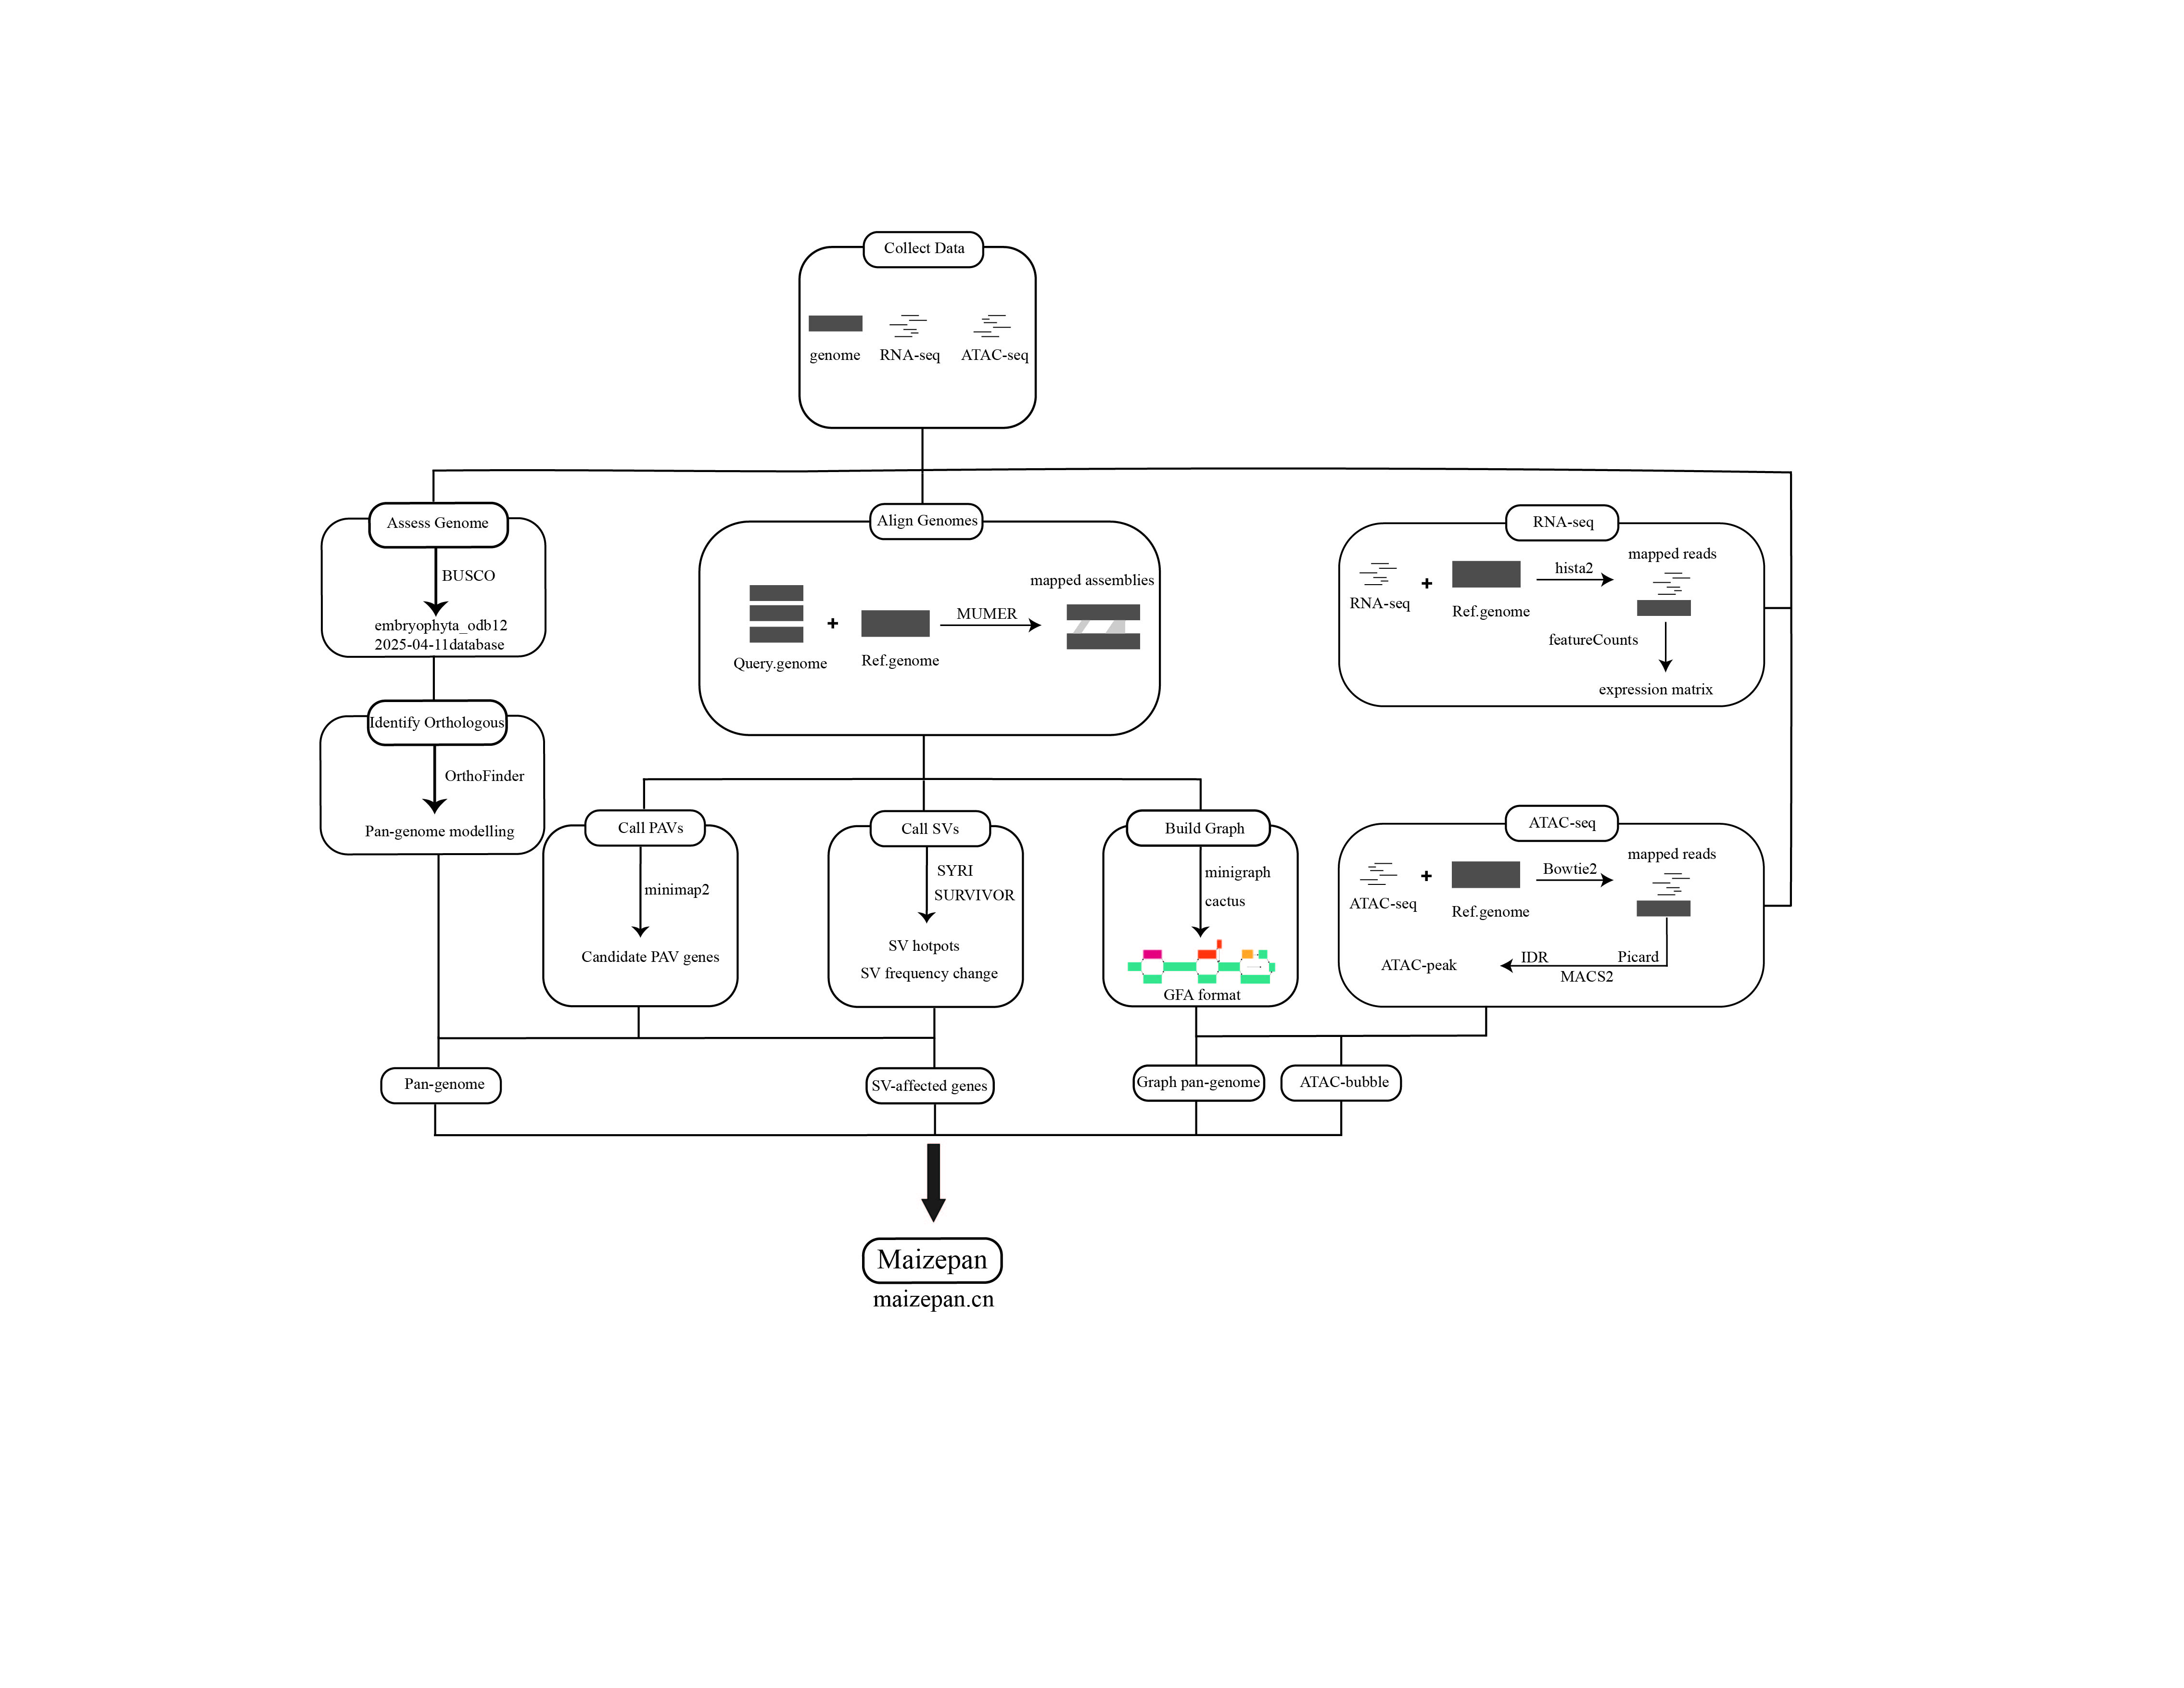 Collect Data
genome
RNA-seq
ATAC-seq
Assess Genome
BUSCO
embryophyta_odb12
2025-04-11database
Identify Orthologous
OrthoFinder
Pan-genome modelling
Align Genomes
Query.genome
+
Ref.genome
MUMER
mapped assemblies
RNA-seq
RNA-seq
+
Ref.genome
hista2
mapped reads
featureCounts
expression matrix
Call PAVs
minimap2
Candidate PAV genes
Call SVs
SYRI
SURVIVOR
SV hotpots
SV frequency change
Build Graph
minigraph
cactus
GFA format
ATAC-seq
ATAC-seq
+
Ref.genome
Bowtie2
mapped reads
Picard
IDR
MACS2
ATAC-peak
Pan-genome
SV-affected genes
Graph pan-genome
ATAC-bubble
Maizepan
maizepan.cn